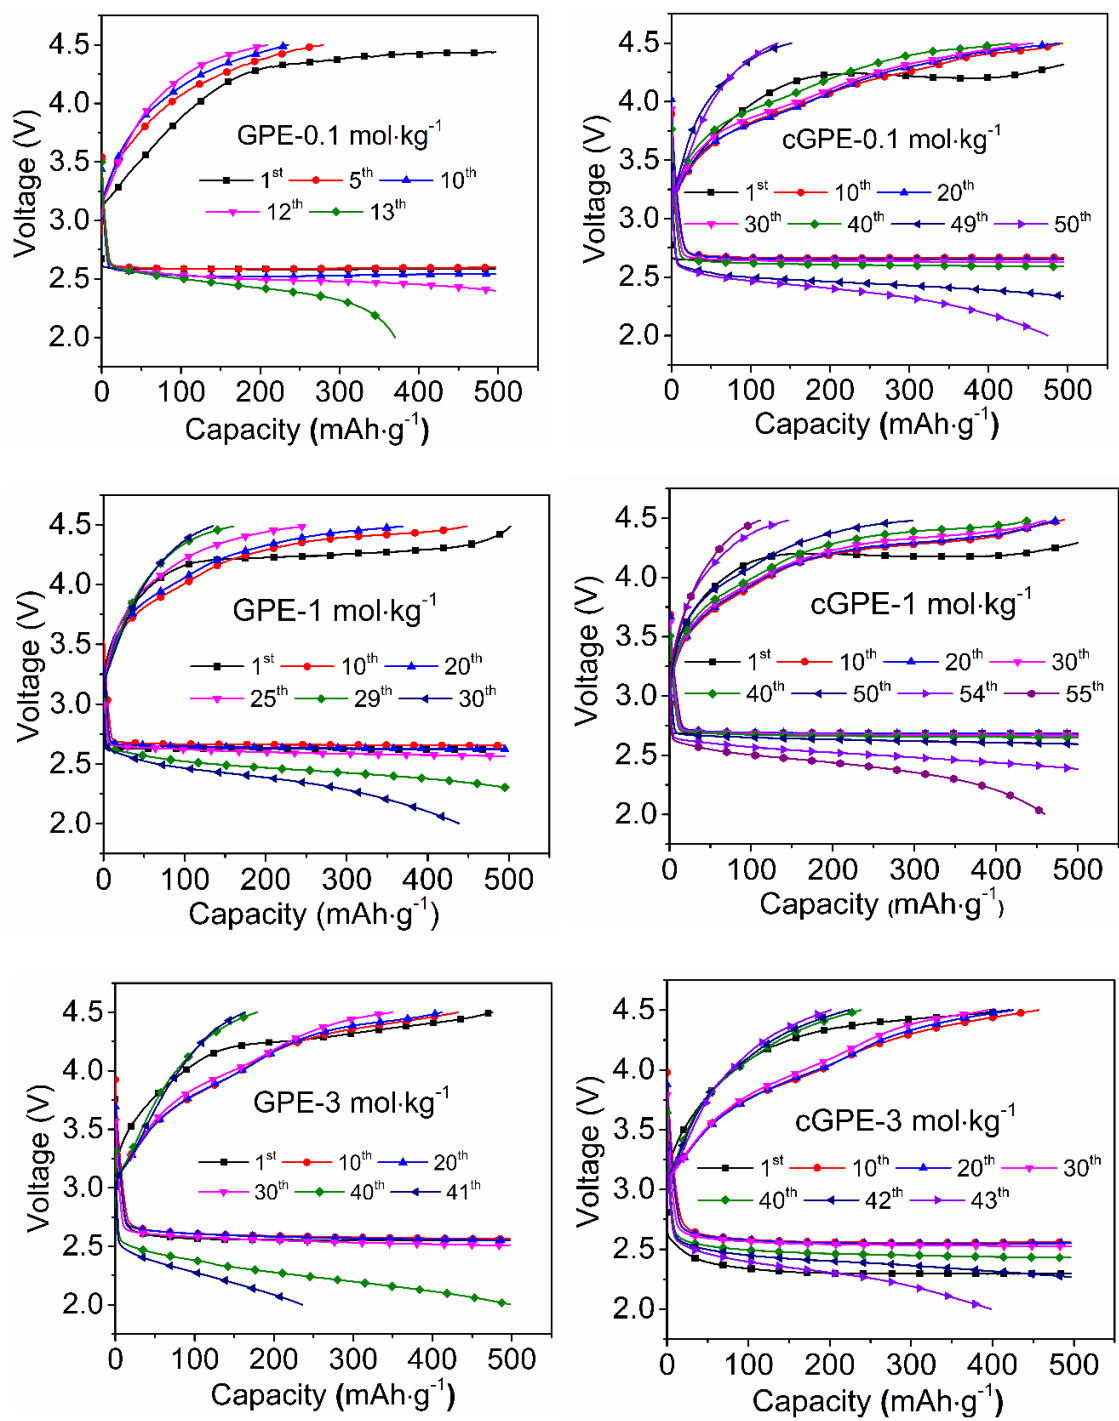 4.5
4.0
3.5
3.0
2.5
2.0
Voltage (V)
GPE-0.1 mol·kg⁻¹
1ˢᵗ 5ᵗʰ 10ᵗʰ
12ᵗʰ 13ᵗʰ
0 100 200 300 400 500
Capacity (mAh·g⁻¹)
4.5
4.0
3.5
3.0
2.5
2.0
Voltage (V)
cGPE-0.1 mol·kg⁻¹
1ˢᵗ 10ᵗʰ 20ᵗʰ
30ᵗʰ 40ᵗʰ 49ᵗʰ 50ᵗʰ
0 100 200 300 400 500
Capacity (mAh·g⁻¹)
4.5
4.0
3.5
3.0
2.5
2.0
Voltage (V)
GPE-1 mol·kg⁻¹
1ˢᵗ 10ᵗʰ 20ᵗʰ
25ᵗʰ 29ᵗʰ 30ᵗʰ
0 100 200 300 400 500
Capacity (mAh·g⁻¹)
4.5
4.0
3.5
3.0
2.5
2.0
Voltage (V)
cGPE-1 mol·kg⁻¹
1ˢᵗ 10ᵗʰ 20ᵗʰ 30ᵗʰ
40ᵗʰ 50ᵗʰ 54ᵗʰ 55ᵗʰ
0 100 200 300 400 500
Capacity (mAh·g⁻¹)
4.5
4.0
3.5
3.0
2.5
2.0
Voltage (V)
GPE-3 mol·kg⁻¹
1ˢᵗ 10ᵗʰ 20ᵗʰ
30ᵗʰ 40ᵗʰ 41ᵗʰ
0 100 200 300 400 500
Capacity (mAh·g⁻¹)
4.5
4.0
3.5
3.0
2.5
2.0
Voltage (V)
cGPE-3 mol·kg⁻¹
1ˢᵗ 10ᵗʰ 20ᵗʰ 30ᵗʰ
40ᵗʰ 42ᵗʰ 43ᵗʰ
0 100 200 300 400 500
Capacity (mAh·g⁻¹)